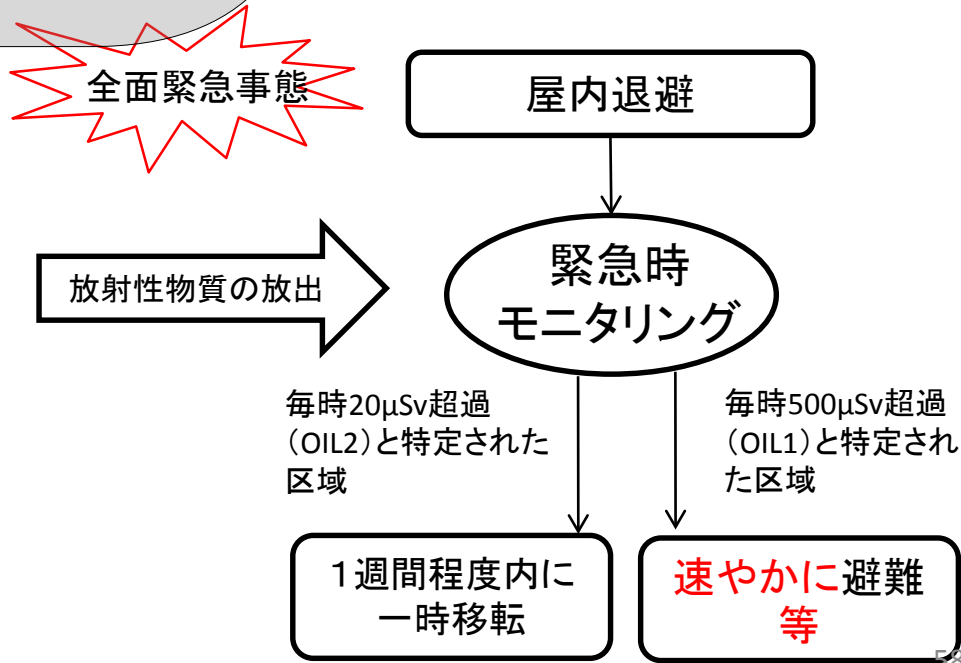 全面緊急事態
屋内退避
放射性物質の放出
緊急時
モニタリング
毎時20μSv超過
（OIL2）と特定された
区域
毎時500μSv超過
（OIL1）と特定され
た区域
1週間程度内に
一時移転
速やかに避難
等